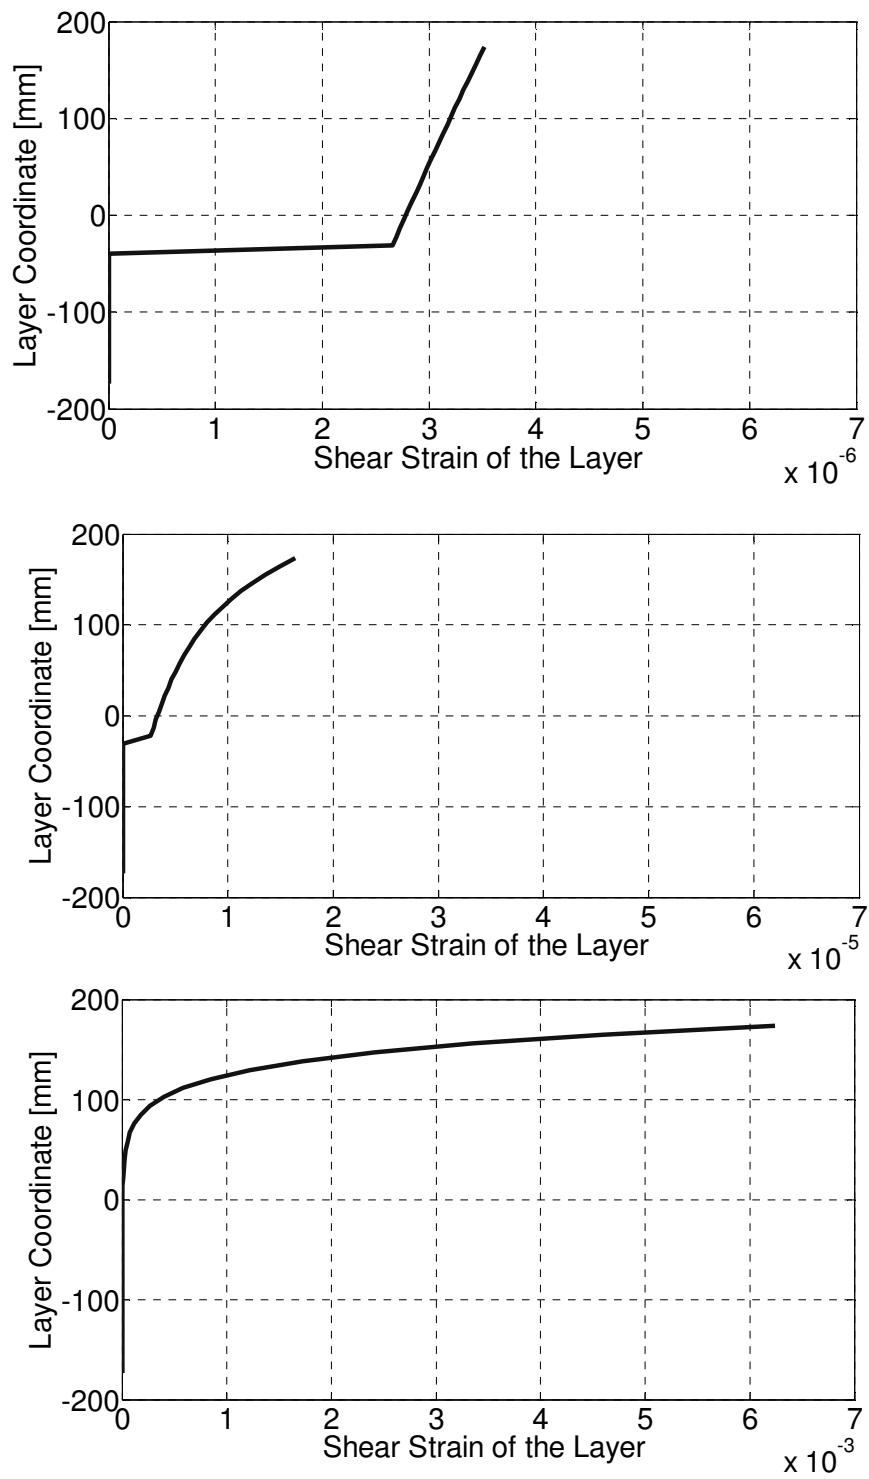 200
100
0
-100
-200
Layer Coordinate [mm]
0 1 2 3 4 5 6 7
Shear Strain of the Layer
x 10-6
200
100
0
-100
-200
Layer Coordinate [mm]
0 1 2 3 4 5 6 7
Shear Strain of the Layer
x 10-5
200
100
0
-100
-200
Layer Coordinate [mm]
0 1 2 3 4 5 6 7
Shear Strain of the Layer
x 10-3